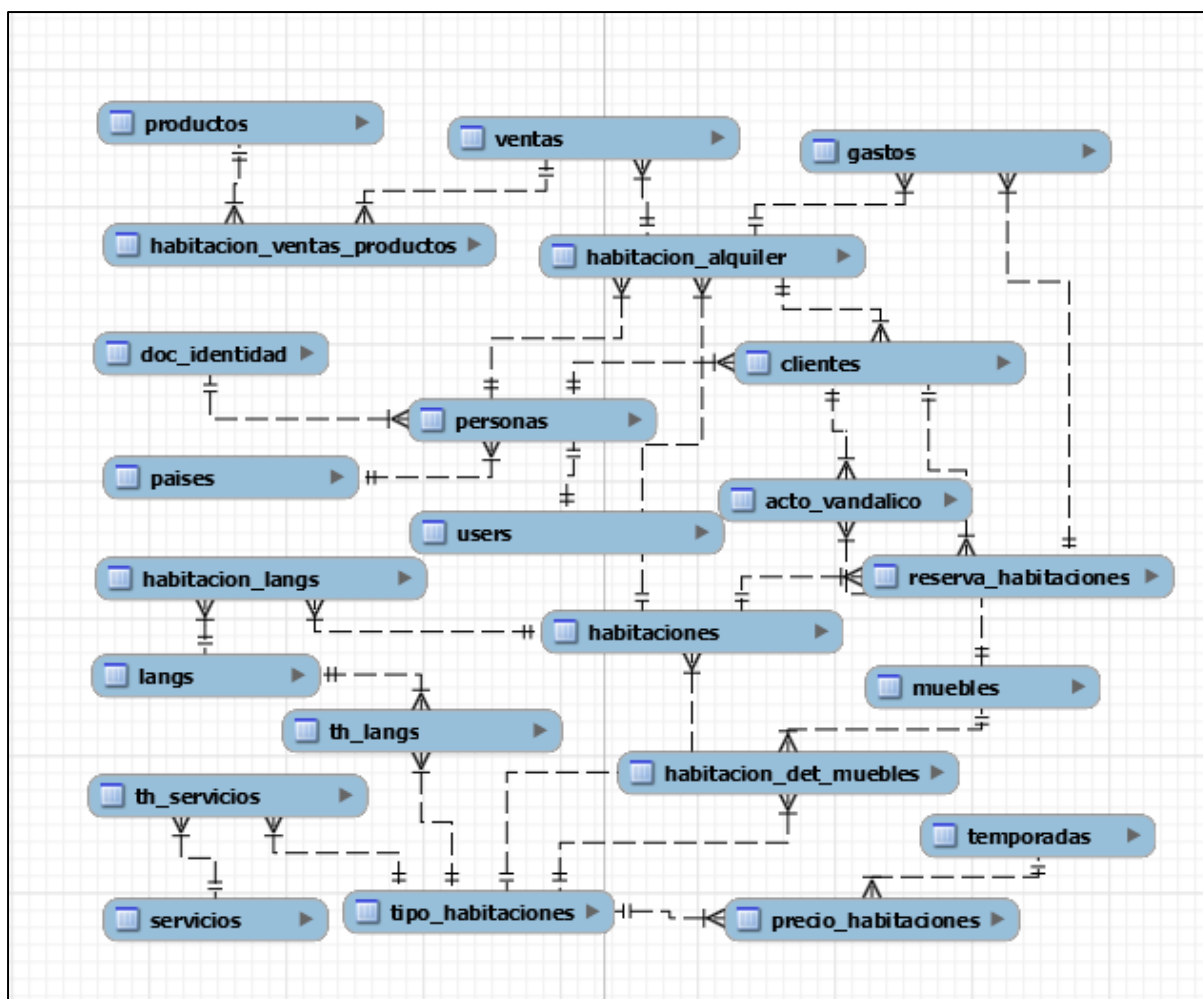 productos
ventas
gastos
habitacion_ventas_productos
habitacion_alquiler
doc_identidad
clientes
personas
paises
acto_vandalico
users
habitacion_langs
reserva_habitaciones
habitaciones
langs
muebles
th_langs
habitacion_det_muebles
th_servicios
temporadas
servicios
tipo_habitaciones
precio_habitaciones